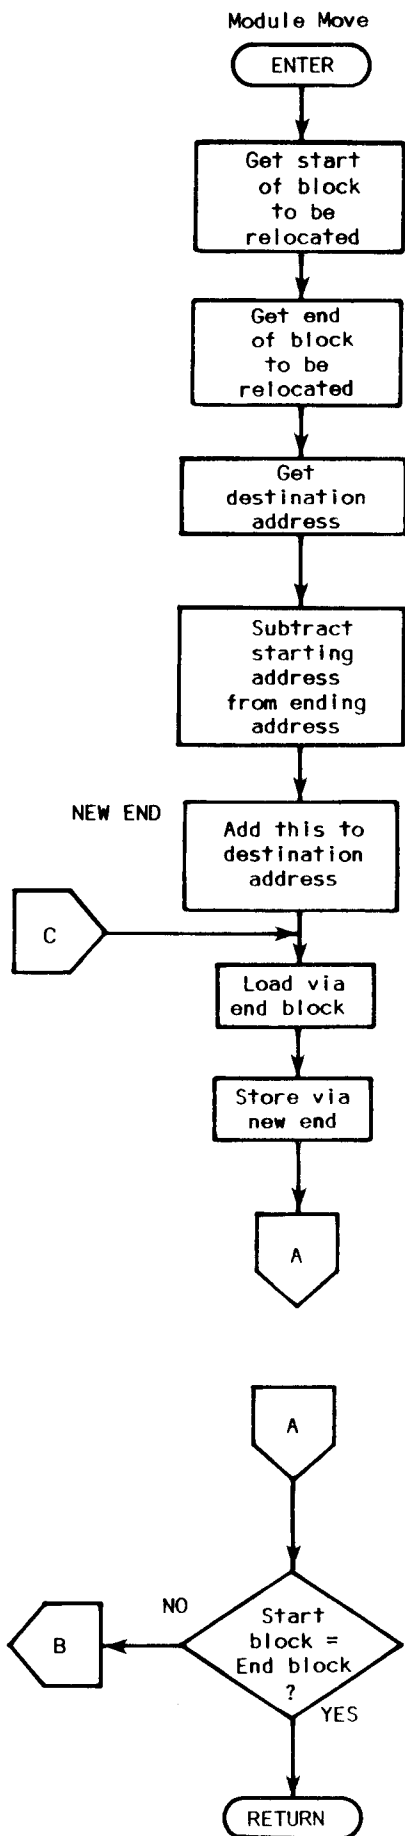 Module Move
ENTER
Get start
of block
to be
relocated
Get end
of block
to be
relocated
Get
destination
address
Subtract
starting
address
from ending
address
NEW END
Add this to
destination
address
C
Load via
end block
Store via
new end
A
A
NO
Start
block =
End block
?
B
YES
RETURN